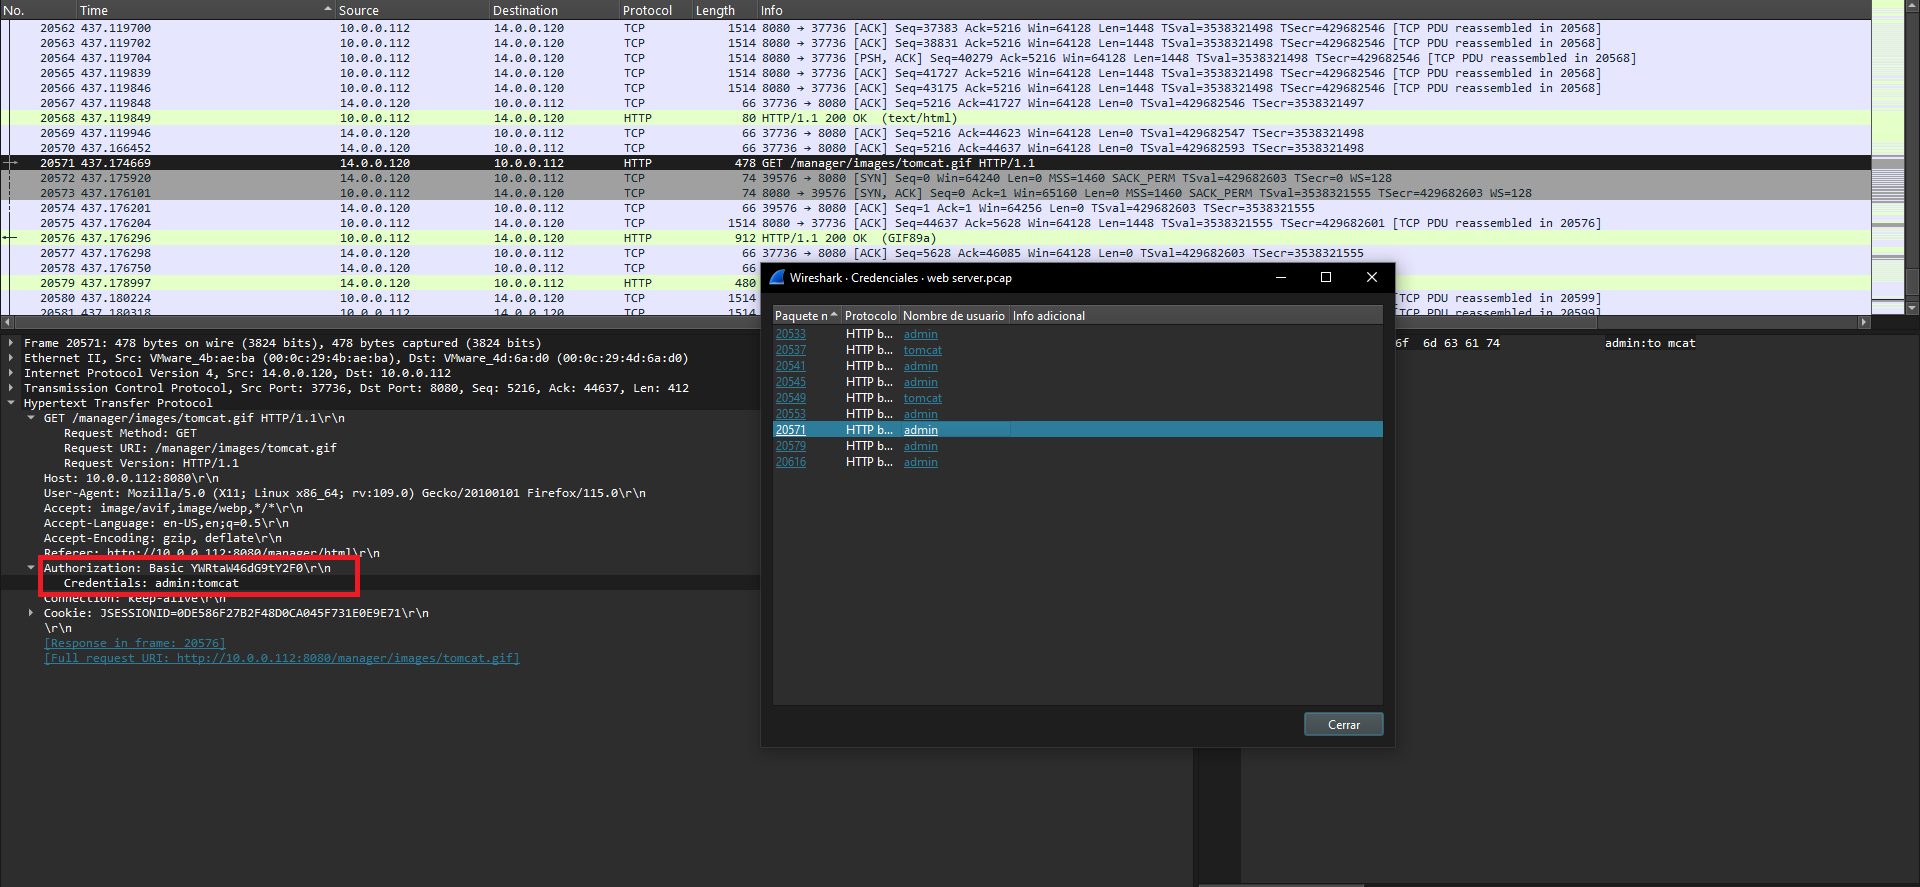 No. Time Source Destination Protocol Length Info
20562 437.119700 10.0.0.112 14.0.0.120 TCP 1514 8080 → 37736 [ACK] Seq=37383 Ack=5216 Win=64128 Len=1448 TSval=3538321498 TSecr=429682546 [TCP PDU reassembled in 20568]
20563 437.119702 10.0.0.112 14.0.0.120 TCP 1514 8080 → 37736 [ACK] Seq=38831 Ack=5216 Win=64128 Len=1448 TSval=3538321498 TSecr=429682546 [TCP PDU reassembled in 20568]
20564 437.119704 10.0.0.112 14.0.0.120 TCP 1514 8080 → 37736 [PSH, ACK] Seq=40279 Ack=5216 Win=64128 Len=1448 TSval=3538321498 TSecr=429682546 [TCP PDU reassembled in 20568]
20565 437.119839 10.0.0.112 14.0.0.120 TCP 1514 8080 → 37736 [ACK] Seq=41727 Ack=5216 Win=64128 Len=1448 TSval=3538321498 TSecr=429682546 [TCP PDU reassembled in 20568]
20566 437.119846 10.0.0.112 14.0.0.120 TCP 1514 8080 → 37736 [ACK] Seq=43175 Ack=5216 Win=64128 Len=1448 TSval=3538321498 TSecr=429682546 [TCP PDU reassembled in 20568]
20567 437.119848 14.0.0.120 10.0.0.112 TCP 66 37736 → 8080 [ACK] Seq=5216 Ack=41727 Win=64128 Len=0 TSval=429682546 TSecr=3538321497
20568 437.119849 10.0.0.112 14.0.0.120 HTTP 80 HTTP/1.1 200 OK (text/html)
20569 437.119946 14.0.0.120 10.0.0.112 TCP 66 37736 → 8080 [ACK] Seq=5216 Ack=44623 Win=64128 Len=0 TSval=429682547 TSecr=3538321498
20570 437.166452 14.0.0.120 10.0.0.112 TCP 66 37736 → 8080 [ACK] Seq=5216 Ack=44637 Win=64128 Len=0 TSval=429682593 TSecr=3538321498
20571 437.174669 14.0.0.120 10.0.0.112 HTTP 478 GET /manager/images/tomcat.gif HTTP/1.1
20572 437.175920 14.0.0.120 10.0.0.112 TCP 74 39576 → 8080 [SYN] Seq=0 Win=64240 Len=0 MSS=1460 SACK_PERM TSval=429682603 TSecr=0 WS=128
20573 437.176101 10.0.0.112 14.0.0.120 TCP 74 8080 → 39576 [SYN, ACK] Seq=0 Ack=1 Win=65160 Len=0 MSS=1460 SACK_PERM TSval=3538321555 TSecr=429682603 WS=128
20574 437.176201 14.0.0.120 10.0.0.112 TCP 66 39576 → 8080 [ACK] Seq=1 Ack=1 Win=64256 Len=0 TSval=429682603 TSecr=3538321555
20575 437.176204 10.0.0.112 14.0.0.120 TCP 1514 8080 → 37736 [ACK] Seq=44637 Ack=5628 Win=64128 Len=1448 TSval=3538321555 TSecr=429682601 [TCP PDU reassembled in 20576]
20576 437.176296 10.0.0.112 14.0.0.120 HTTP 912 HTTP/1.1 200 OK (GIF89a)
20577 437.176298 14.0.0.120 10.0.0.112 TCP 66 37736 → 8080 [ACK] Seq=5628 Ack=46085 Win=64128 Len=0 TSval=429682603 TSecr=3538321555
20578 437.176750 14.0.0.120 10.0.0.112 TCP 66
20579 437.178997 14.0.0.120 10.0.0.112 HTTP 480
20580 437.180224 10.0.0.112 14.0.0.120 TCP 1514 TCP PDU reassembled in 20599]
20581 437.180318 10.0.0.112 14.0.0.120 TCP 1514 TCP PDU reassembled in 20599]
Frame 20571: 478 bytes on wire (3824 bits), 478 bytes captured (3824 bits)
Ethernet II, Src: VMware_4b:ae:ba (00:0c:29:4b:ae:ba), Dst: VMware_4d:6a:d0 (00:0c:29:4d:6a:d0)
Internet Protocol Version 4, Src: 14.0.0.120, Dst: 10.0.0.112
Transmission Control Protocol, Src Port: 37736, Dst Port: 8080, Seq: 5216, Ack: 44637, Len: 412
Hypertext Transfer Protocol
GET /manager/images/tomcat.gif HTTP/1.1\r\n
Request Method: GET
Request URI: /manager/images/tomcat.gif
Request Version: HTTP/1.1
Host: 10.0.0.112:8080\r\n
User-Agent: Mozilla/5.0 (X11; Linux x86_64; rv:109.0) Gecko/20100101 Firefox/115.0\r\n
Accept: image/avif,image/webp,*/*\r\n
Accept-Language: en-US,en;q=0.5\r\n
Accept-Encoding: gzip, deflate\r\n
Referer: http://10.0.0.112:8080/manager/html\r\n
Authorization: Basic YWRtaW46dG9tY2F0\r\n
Credentials: admin:tomcat
Connection: keep-alive\r\n
Cookie: JSESSIONID=0DE586F27B2F48D0CA045F731E0E9E71\r\n
\r\n
[Response in frame: 20576]
[Full request URI: http://10.0.0.112:8080/manager/images/tomcat.gif]
Wireshark · Credenciales · web server.pcap
Paquete n Protocolo Nombre de usuario Info adicional
20533 HTTP b... admin
20537 HTTP b... tomcat
20541 HTTP b... admin
20545 HTTP b... admin
20549 HTTP b... tomcat
20553 HTTP b... admin
20571 HTTP b... admin
20579 HTTP b... admin
20616 HTTP b... admin
Cerrar
6f 6d 63 61 74 admin:to mcat